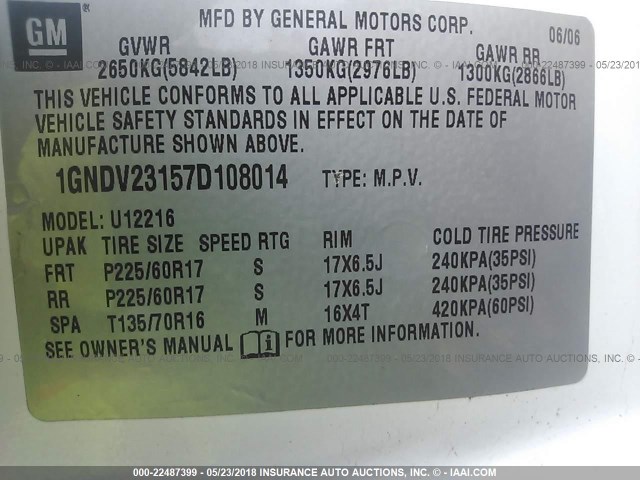 GM
MFD BY GENERAL MOTORS CORP. 06/06
GVWR GAWR FRT GAWR RR
2650KG(5842LB) 1350KG(2976LB) 1300KG(2866LB)
THIS VEHICLE CONFORMS TO ALL APPLICABLE U.S. FEDERAL MOTOR
VEHICLE SAFETY STANDARDS IN EFFECT ON THE DATE OF
MANUFACTURE SHOWN ABOVE.
1GNDV23157D108014 TYPE: M.P.V.
MODEL: U12216
UPAK TIRE SIZE SPEED RTG RIM COLD TIRE PRESSURE
FRT P225/60R17 S 17X6.5J 240KPA(35PSI)
RR P225/60R17 S 17X6.5J 240KPA(35PSI)
SPA T135/70R16 M 16X4T 420KPA(60PSI)
SEE OWNER'S MANUAL i FOR MORE INFORMATION.
000-22487399 - 05/23/2018 INSURANCE AUTO AUCTIONS, INC. - © IAAI.COM